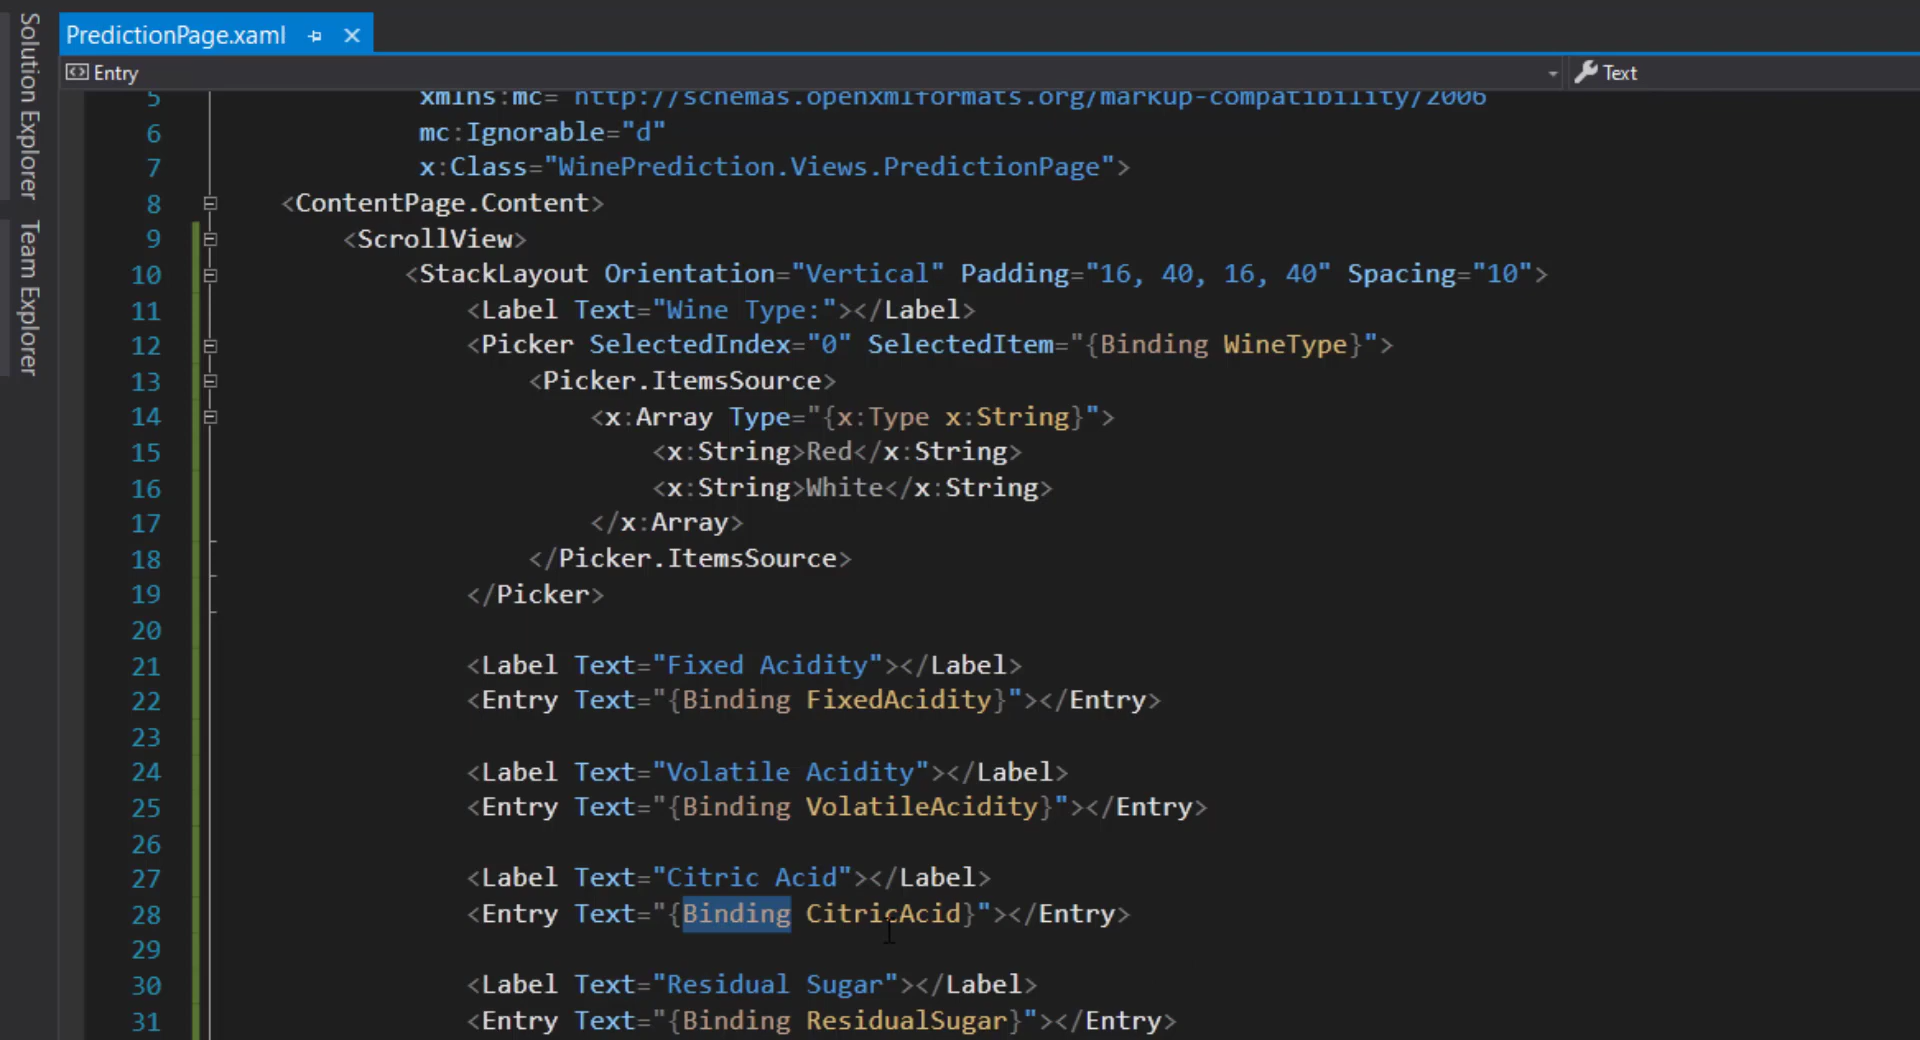 Solution Explorer
Team Explorer
PredictionPage.xaml
Entry
Text
5 xmlns:mc="http://schemas.openxmlformats.org/markup-compatibility/2006
6 mc:Ignorable="d"
7 x:Class="WinePrediction.Views.PredictionPage">
8 <ContentPage.Content>
9 <ScrollView>
10 <StackLayout Orientation="Vertical" Padding="16, 40, 16, 40" Spacing="10">
11 <Label Text="Wine Type:"></Label>
12 <Picker SelectedIndex="0" SelectedItem="{Binding WineType}">
13 <Picker.ItemsSource>
14 <x:Array Type="{x:Type x:String}">
15 <x:String>Red</x:String>
16 <x:String>White</x:String>
17 </x:Array>
18 </Picker.ItemsSource>
19 </Picker>
20
21 <Label Text="Fixed Acidity"></Label>
22 <Entry Text="{Binding FixedAcidity}"></Entry>
23
24 <Label Text="Volatile Acidity"></Label>
25 <Entry Text="{Binding VolatileAcidity}"></Entry>
26
27 <Label Text="Citric Acid"></Label>
28 <Entry Text="{Binding CitricAcid}"></Entry>
29
30 <Label Text="Residual Sugar"></Label>
31 <Entry Text="{Binding ResidualSugar}"></Entry>